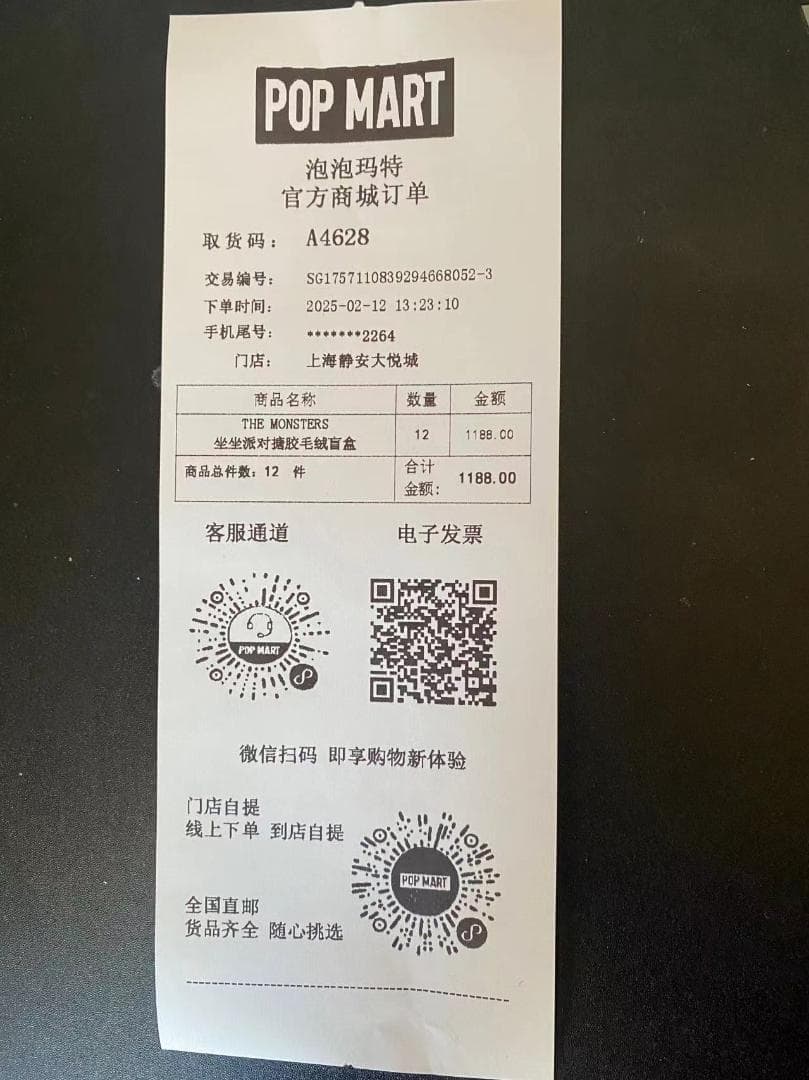 POP MART
泡泡玛特
官方商城订单
取货码： A4628
交易编号： SG1757110839294668052-3
下单时间： 2025-02-12 13:23:10
手机尾号： *******2264
门店： 上海静安大悦城
商品名称 数量 金额
THE MONSTERS
坐坐派对搪胶毛绒盲盒 12 1188.00
商品总件数：12 件 合计金额： 1188.00
客服通道 电子发票
POP MART
微信扫码 即享购物新体验
门店自提
线上下单 到店自提
POP MART
全国直邮
货品齐全 随心挑选